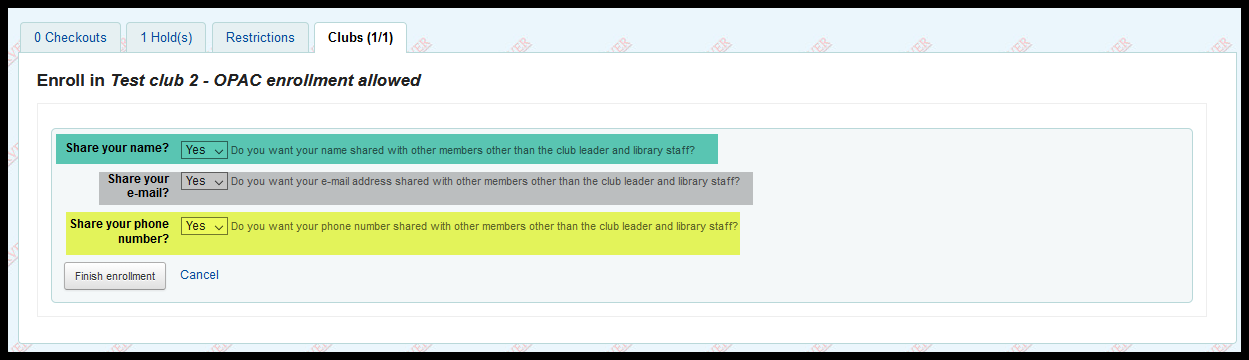 0 Checkouts 1 Hold(s) Restrictions Clubs (1/1)
Enroll in Test club 2 - OPAC enrollment allowed
Share your name? Yes Do you want your name shared with other members other than the club leader and library staff?
Share your
e-mail? Yes Do you want your e-mail address shared with other members other than the club leader and library staff?
Share your phone
number? Yes Do you want your phone number shared with other members other than the club leader and library staff?
Finish enrollment Cancel